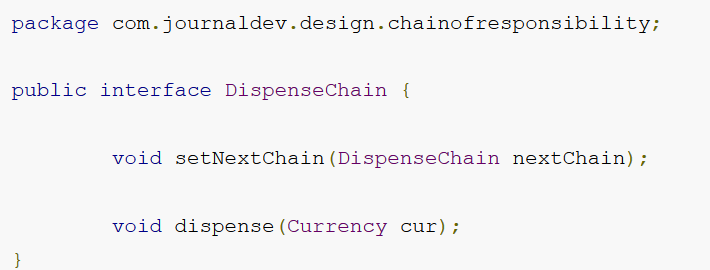 package com.journaldev.design.chainofresponsibility;
public interface DispenseChain {
void setNextChain(DispenseChain nextChain);
void dispense(Currency cur);
}